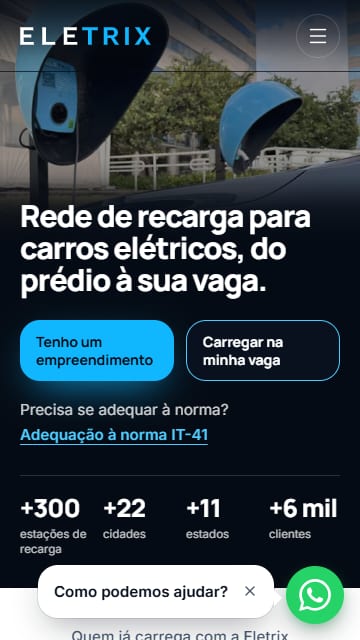 ELETRIX
Rede de recarga para
carros elétricos, do
prédio à sua vaga.
Tenho um
empreendimento
Carregar na
minha vaga
Precisa se adequar à norma?
Adequação à norma IT-41
+300
estações de
recarga
+22
cidades
+11
estados
+6 mil
clientes
Como podemos ajudar?
Quem já carrega com a Eletrix